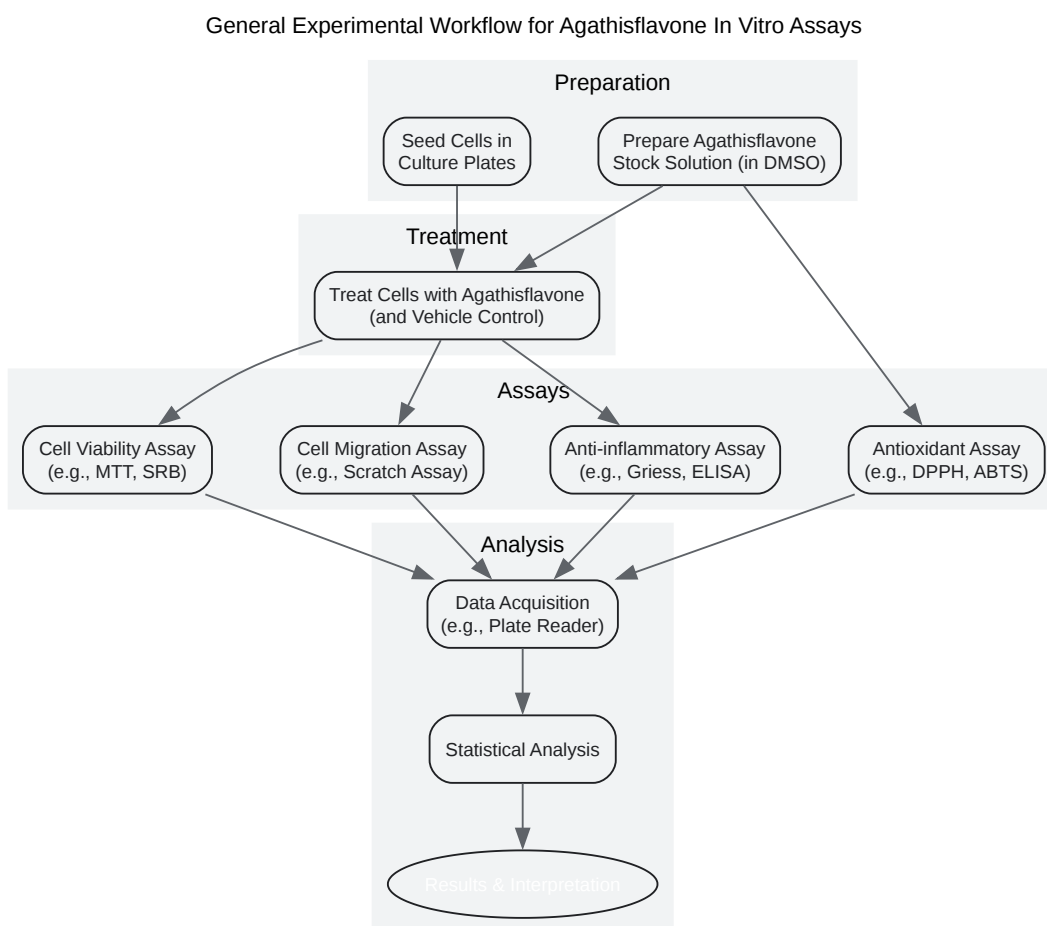 General Experimental Workflow for Agathisflavone In Vitro Assays
Preparation
Seed Cells in
Culture Plates
Prepare Agathisflavone
Stock Solution (in DMSO)
Treatment
Treat Cells with Agathisflavone
(and Vehicle Control)
Assays
Cell Viability Assay
(e.g., MTT, SRB)
Cell Migration Assay
(e.g., Scratch Assay)
Anti-inflammatory Assay
(e.g., Griess, ELISA)
Antioxidant Assay
(e.g., DPPH, ABTS)
Analysis
Data Acquisition
(e.g., Plate Reader)
Statistical Analysis
Results & Interpretation